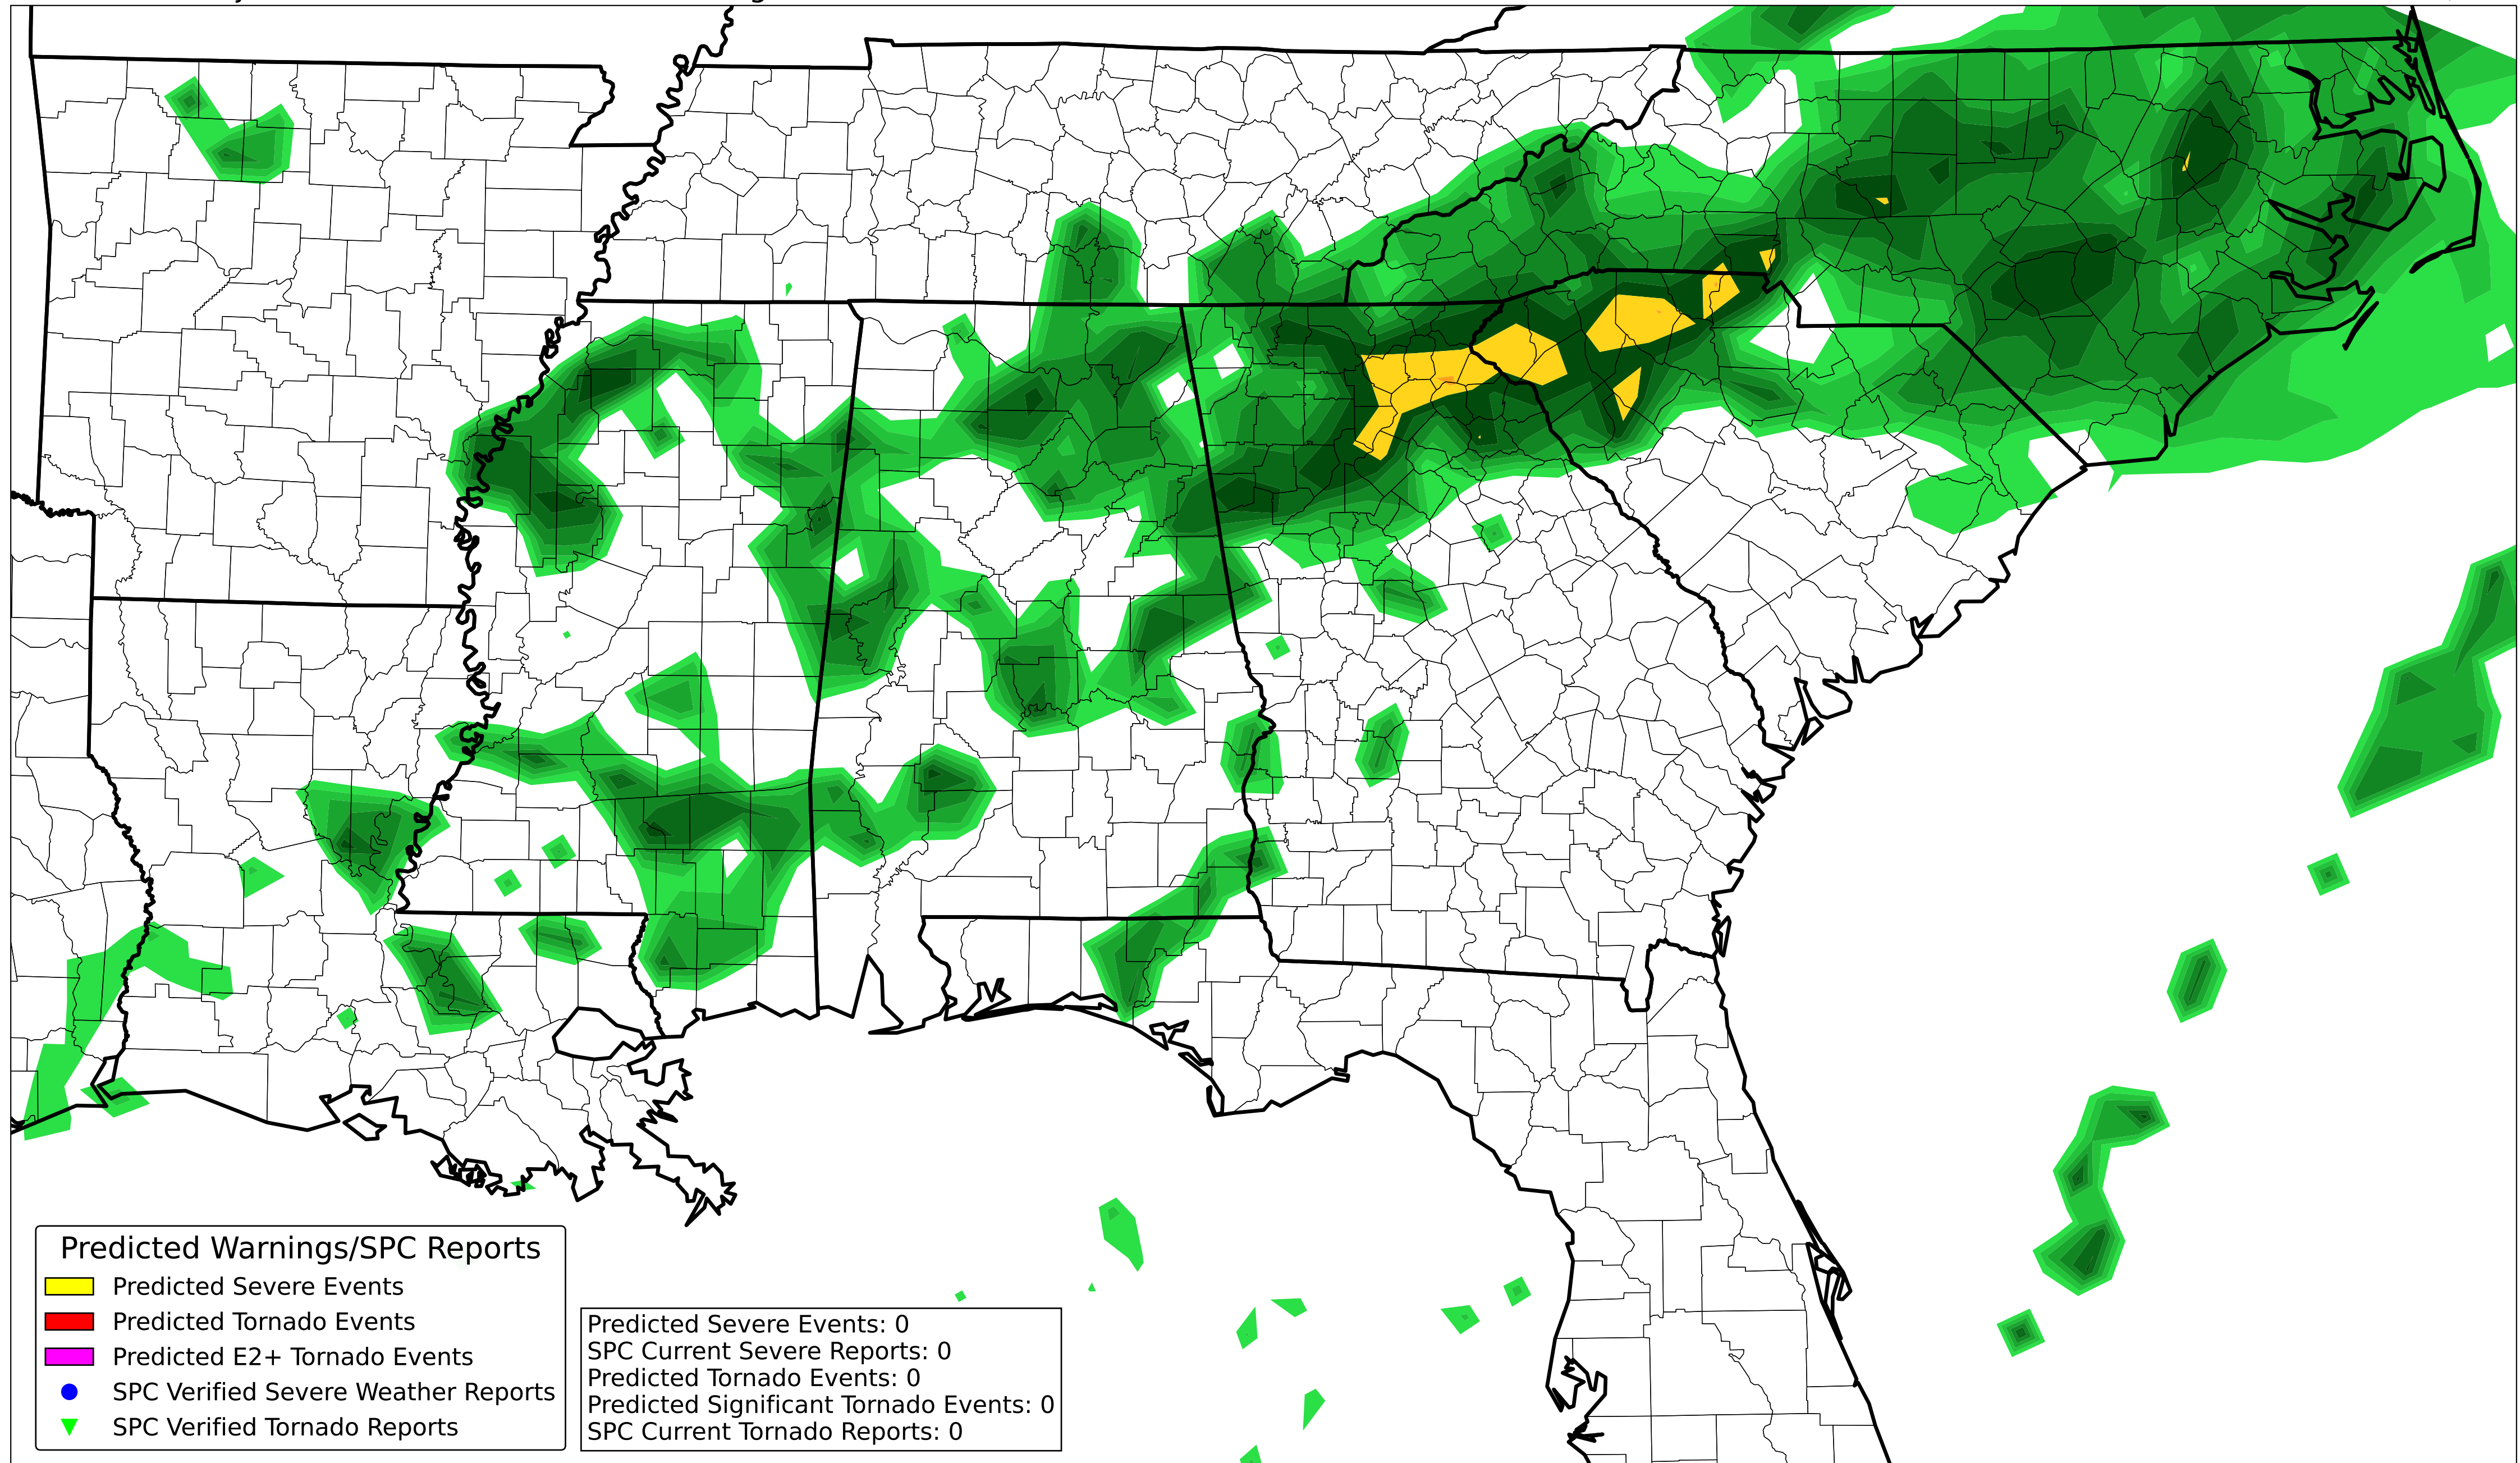 Predicted Warnings/SPC Reports
Predicted Severe Events
Predicted Tornado Events
Predicted E2+ Tornado Events
SPC Verified Severe Weather Reports
SPC Verified Tornado Reports
Predicted Severe Events: 0
SPC Current Severe Reports: 0
Predicted Tornado Events: 0
Predicted Significant Tornado Events: 0
SPC Current Tornado Reports: 0